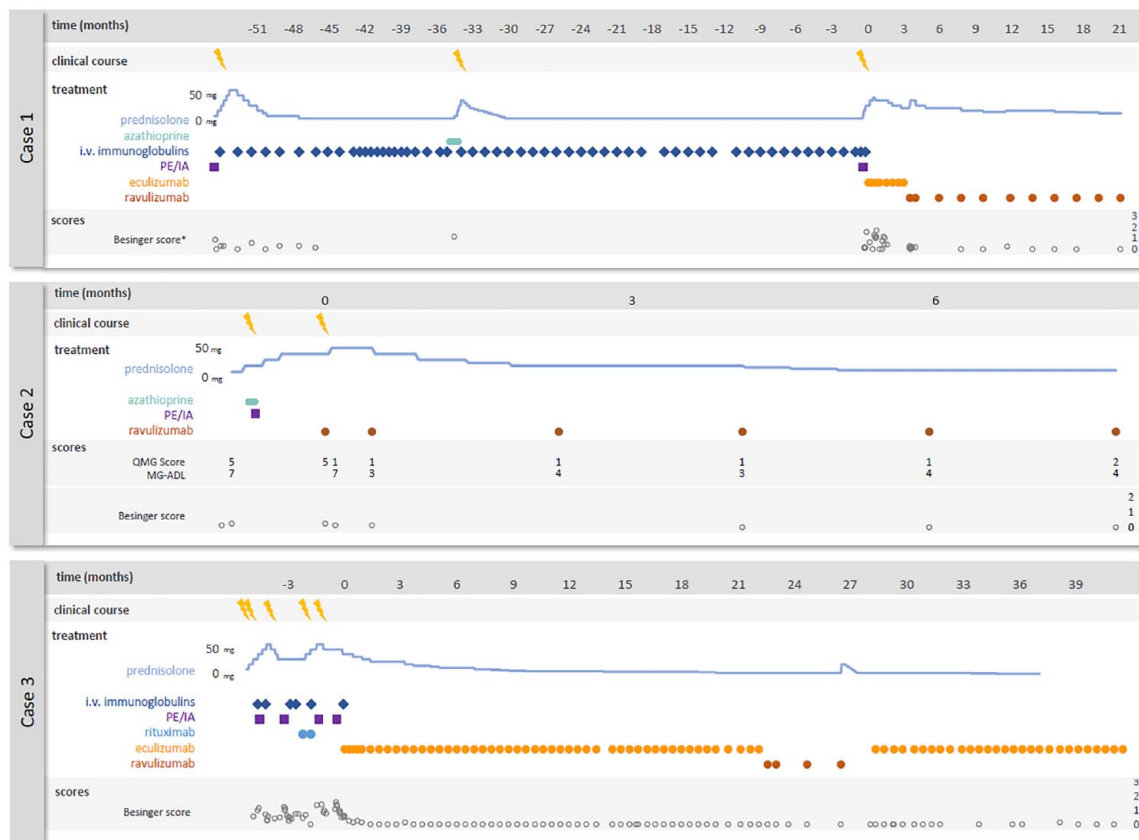 Case 1
time (months) -51 -48 -45 -42 -39 -36 -35 -33 -30 -27 -24 -21 -18 -15 -12 -9 -6 -3 0 3 6 9 12 15 18 21
clinical course
treatment
50 mg
prednisolone 0 mg
azathioprine
i.v. immunoglobulins
PE/IA
eculizumab
ravulizumab
scores
3
2
Besinger score* 1
0
Case 2
time (months) 0 3 6
clinical course
treatment 50 mg
prednisolone
0 mg
azathioprine
PE/IA
ravulizumab
scores
QMG Score 5 5 1 1 1 1 1 2
MG-ADL 7 7 3 4 3 4 4
2
Besinger score 1
0
Case 3
time (months) -3 0 3 6 9 12 15 18 21 24 27 30 33 36 39
clinical course
treatment
50 mg
prednisolone 0 mg
i.v. immunoglobulins
PE/IA
rituximab
eculizumab
ravulizumab
scores
3
2
Besinger score 1
0